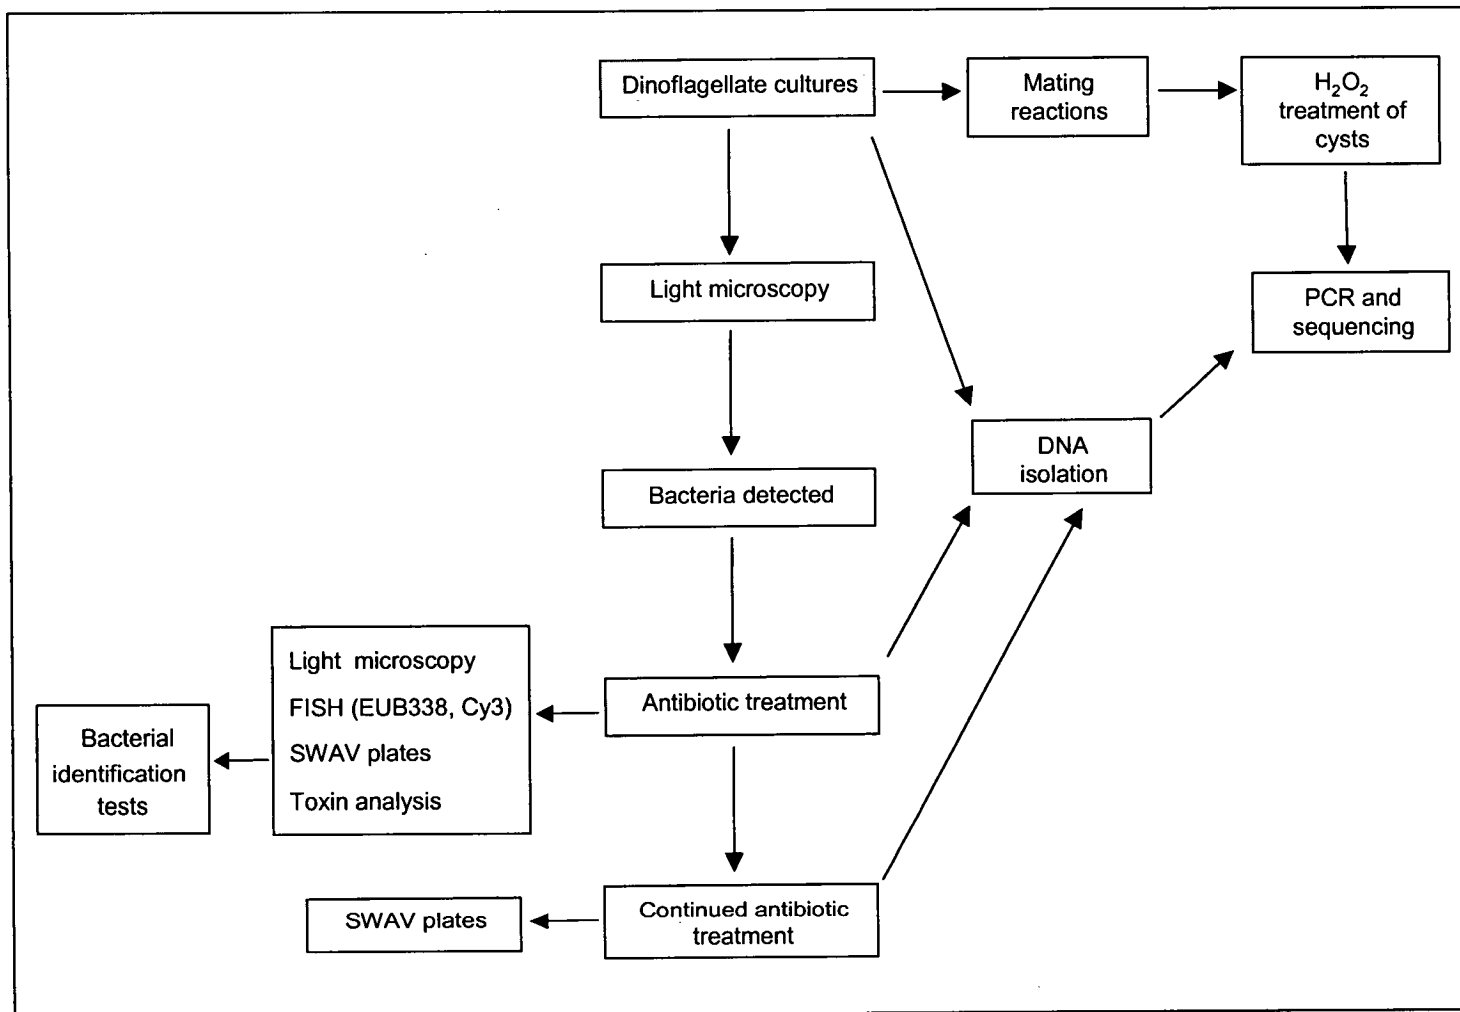 Dinoflagellate cultures
Mating
reactions
H₂O₂
treatment of
cysts
Light microscopy
PCR and
sequencing
DNA
isolation
Bacteria detected
Light microscopy
FISH (EUB338, Cy3)
SWAV plates
Toxin analysis
Antibiotic treatment
Bacterial
identification
tests
SWAV plates
Continued antibiotic
treatment